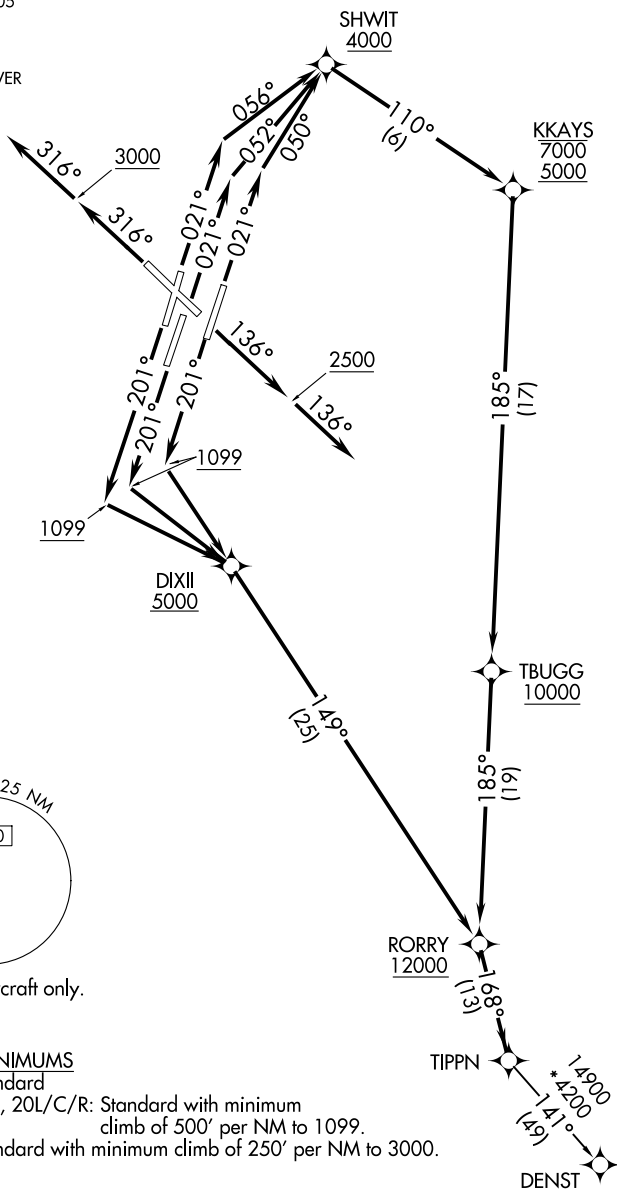 05
SHWIT
4000
VER
056°
052°
050°
110°
(6)
KKAYS
7000
5000
316°
3000
316°
021°
021°
021°
136°
2500
136°
201°
201°
201°
1099
1099
185°
(17)
DIXII
5000
TBUGG
10000
149°
(25)
185°
(19)
25 NM
RORRY
12000
craft only.
168°
(13)
NIMUMS
TIPPN
ndard
, 20L/C/R: Standard with minimum
climb of 500' per NM to 1099.
ndard with minimum climb of 250' per NM to 3000.
14900
*4200
141°
(49)
DENST